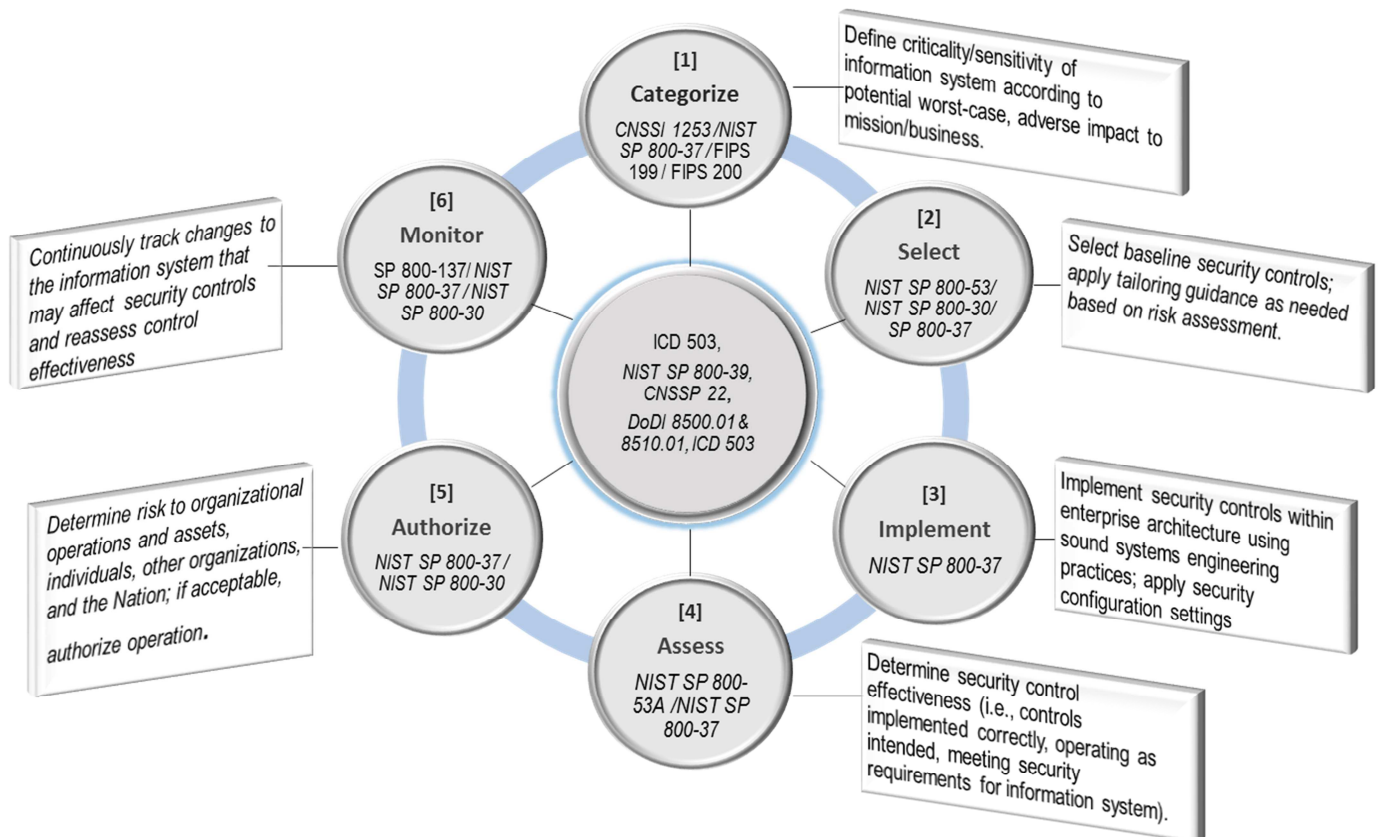 [1]
Categorize
CNSSI 1253/NIST
SP 800-37/FIPS
199/ FIPS 200
Define criticality/sensitivity of
information system according to
potential worst-case, adverse impact to
mission/business.
[2]
Select
NIST SP 800-53/
NIST SP 800-30/
SP 800-37
Select baseline security controls;
apply tailoring guidance as needed
based on risk assessment.
[3]
Implement
NIST SP 800-37
Implement security controls within
enterprise architecture using
sound systems engineering
practices; apply security
configuration settings
[4]
Assess
NIST SP 800-
53A /NIST SP
800-37
Determine security control
effectiveness (i.e., controls
implemented correctly, operating as
intended, meeting security
requirements for information system).
[5]
Authorize
NIST SP 800-37/
NIST SP 800-30
Determine risk to organizational
operations and assets,
individuals, other organizations,
and the Nation; if acceptable,
authorize operation.
[6]
Monitor
SP 800-137/ NIST
SP 800-37/NIST
SP 800-30
Continuously track changes to
the information system that
may affect security controls
and reassess control
effectiveness
ICD 503,
NIST SP 800-39,
CNSSP 22,
DoDI 8500.01 &
8510.01, ICD 503